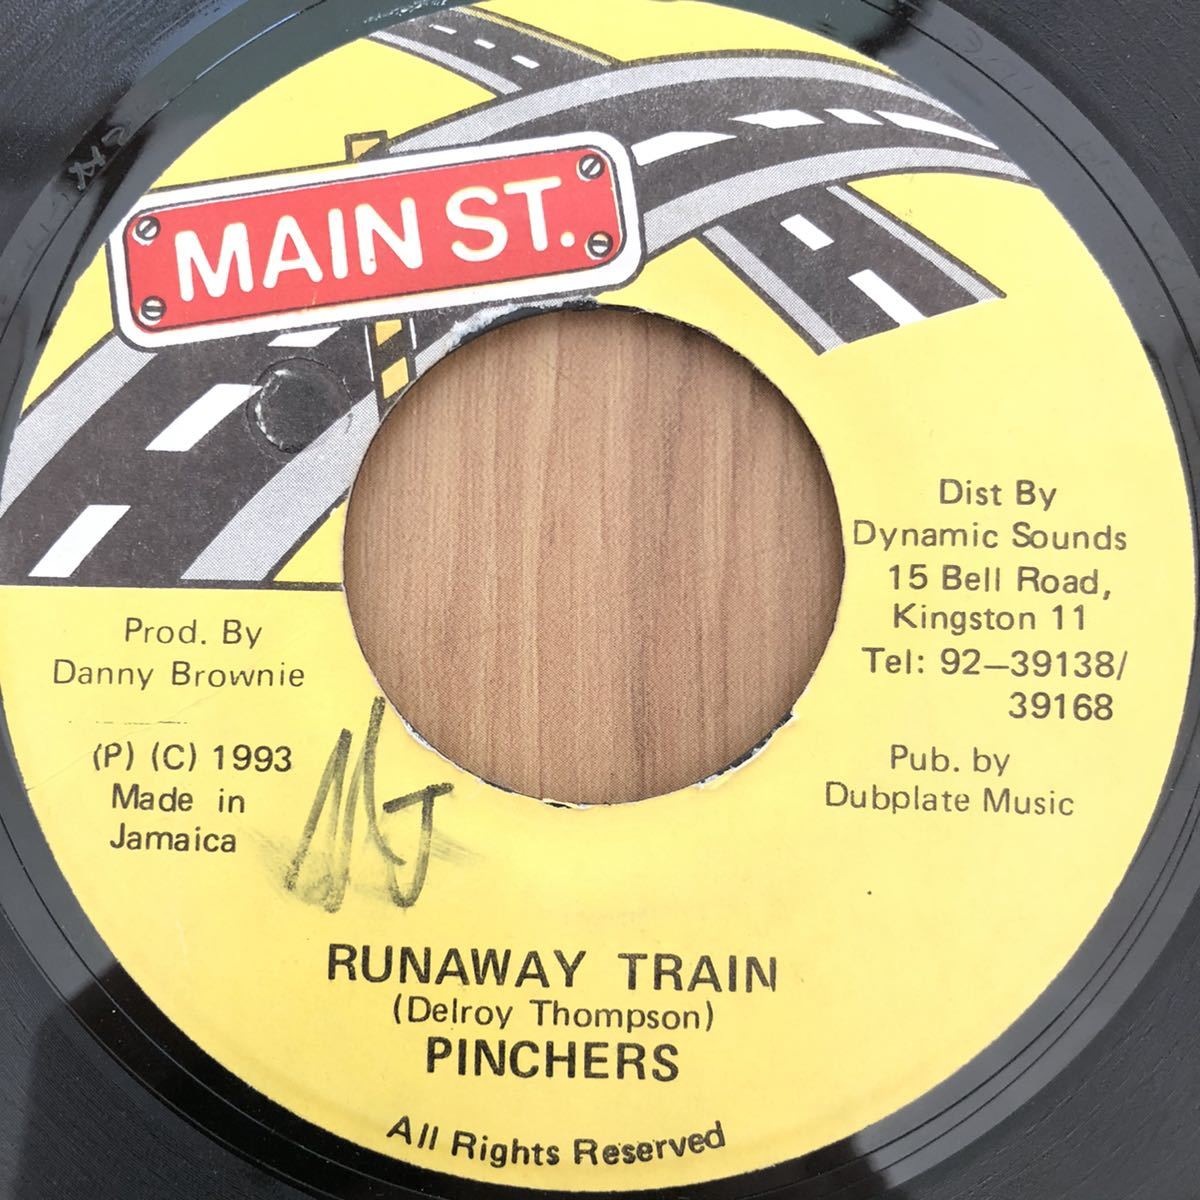 MAIN ST.
Dist By
Dynamic Sounds
15 Bell Road,
Kingston 11
Tel: 92-39138/
39168
Prod. By
Danny Brownie
(P) (C) 1993
Made in
Jamaica
Pub. by
Dubplate Music
MJ
RUNAWAY TRAIN
(Delroy Thompson)
PINCHERS
All Rights Reserved